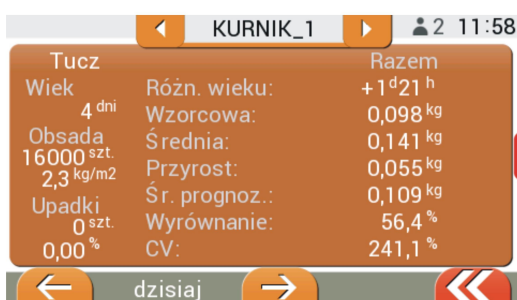 KURNIK_1 2 11:58
Tucz Razem
Wiek
4 dni
Obsada
16000 szt.
2,3 kg/m2
Upadki
0 szt.
0,00 %
Różn. wieku: +1d21 h
Wzorcowa: 0,098 kg
Średnia: 0,141 kg
Przyrost: 0,055 kg
Śr. prognoz.: 0,109 kg
Wyrównanie: 56,4 %
CV: 241,1 %
dzisiaj